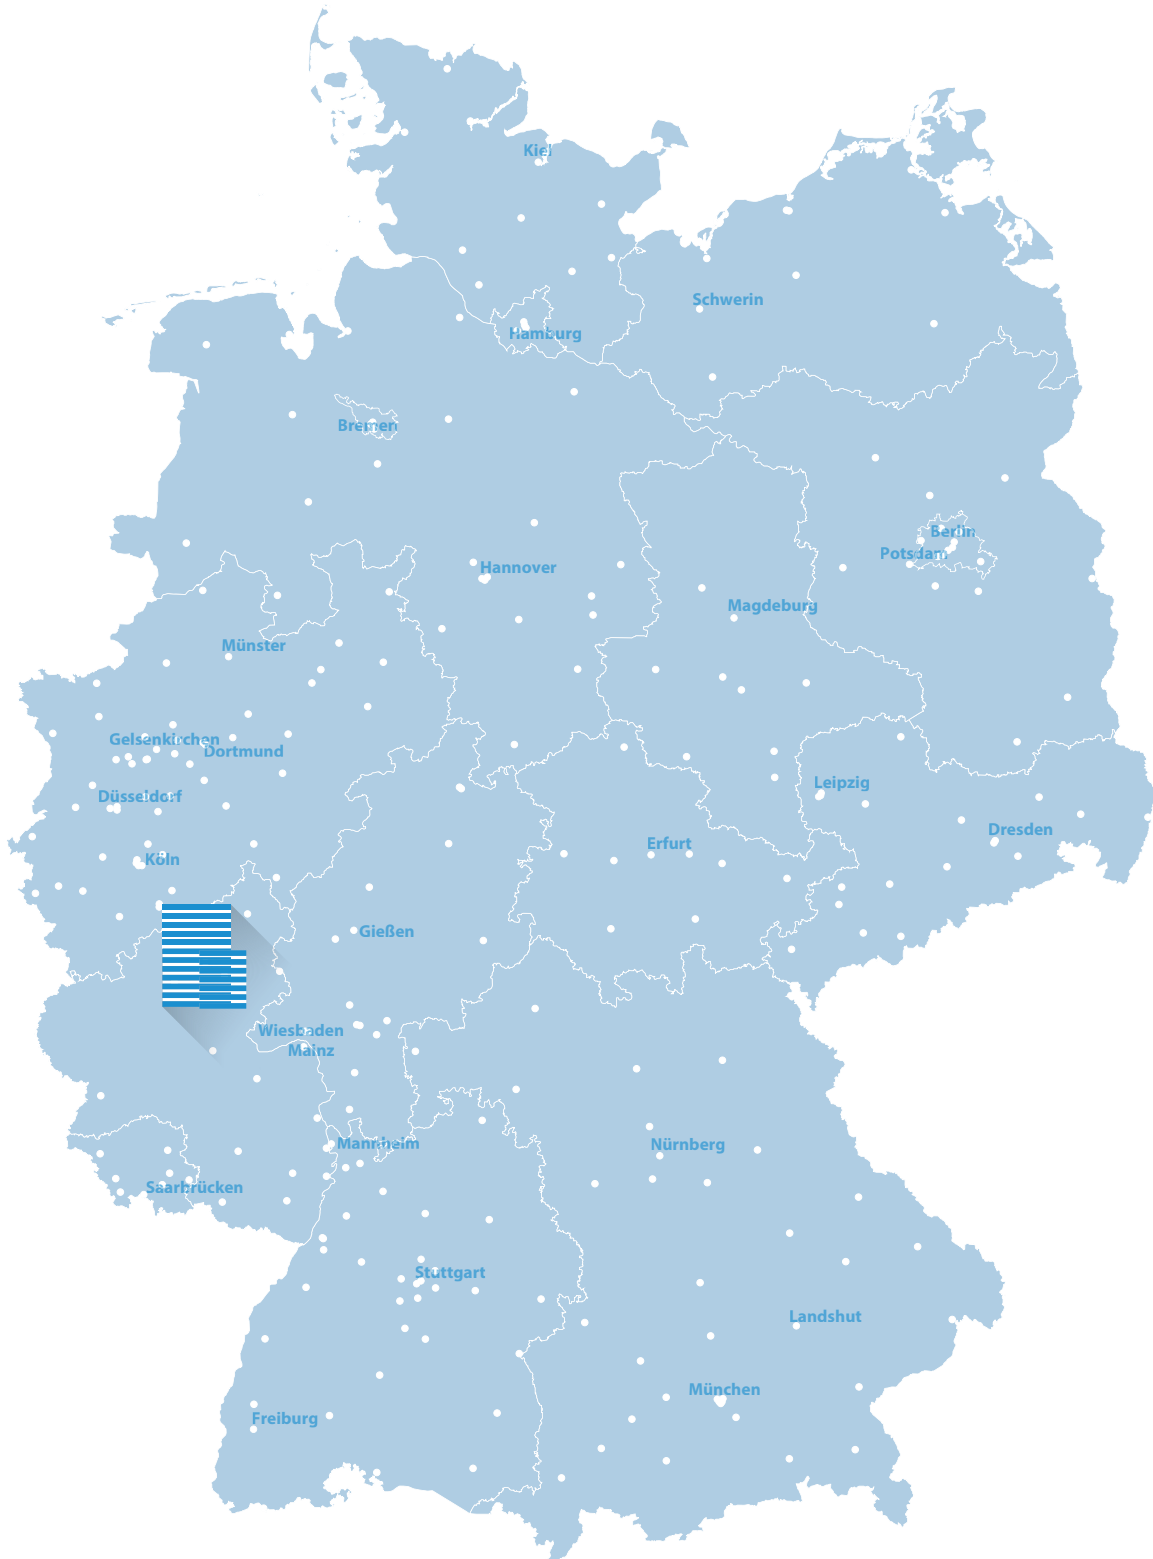 Kiel
Schwerin
Hamburg
Bremen
Berlin
Potsdam
Hannover
Magdeburg
Münster
Gelsenkirchen
Dortmund
Leipzig
Düsseldorf
Dresden
Erfurt
Köln
Gießen
Wiesbaden
Mainz
Mannheim
Nürnberg
Saarbrücken
Stuttgart
Landshut
München
Freiburg